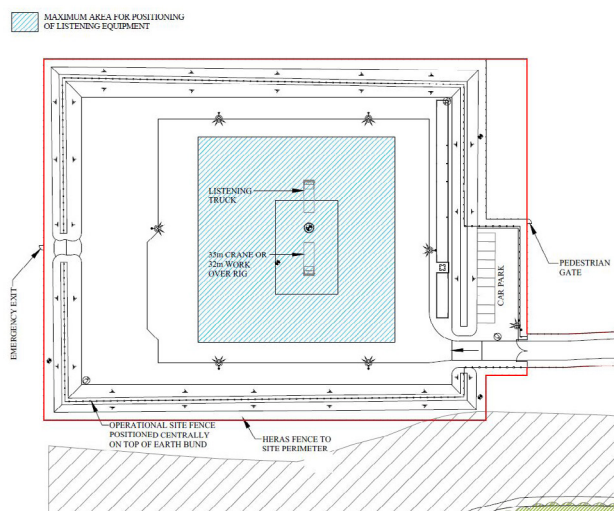 MAXIMUM AREA FOR POSITIONING
OF LISTENING EQUIPMENT
LISTENING
TRUCK
35m CRANE OR
32m WORK
OVER RIG
EMERGENCY EXIT
CAR PARK
PEDESTRIAN
GATE
OPERATIONAL SITE FENCE
POSITIONED CENTRALLY
ON TOP OF EARTH BUND
HERAS FENCE TO
SITE PERIMETER